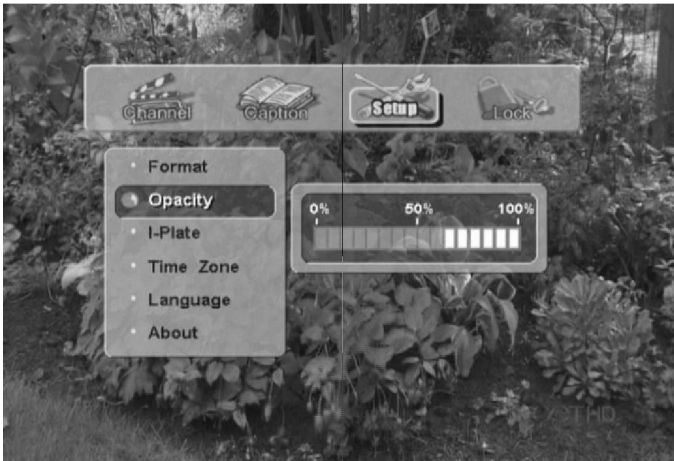 Channel Caption Setup Lock
Format
Opacity
0% 50% 100%
I-Plate
Time Zone
Language
About